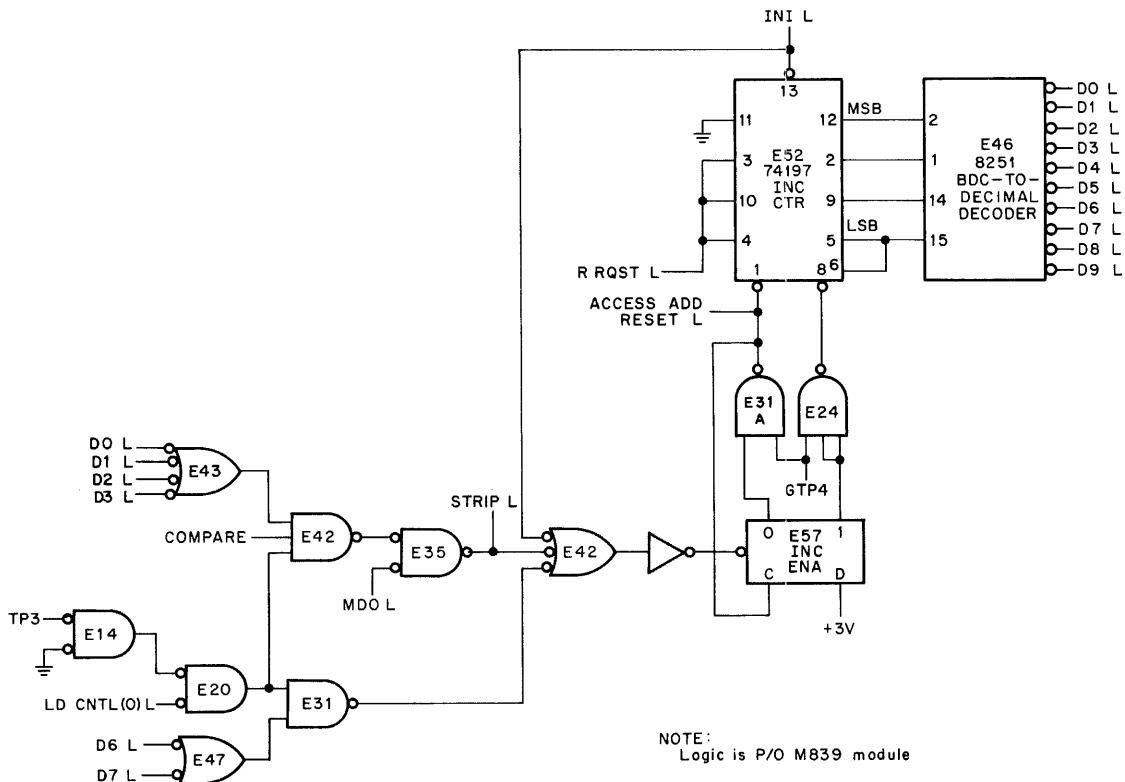 INI L
13
11
12
MSB
2
D0 L
D1 L
3
E52
74197
INC
CTR
2
1
E46
8251
BDC-TO-
DECIMAL
DECODER
D2 L
D3 L
D4 L
10
9
14
D5 L
D6 L
4
5
LSB
15
D7 L
D8 L
R RQST L
1
8
6
D9 L
ACCESS ADD
RESET L
E31
A
E24
GTP4
D0 L
D1 L
D2 L
D3 L
E43
COMPARE
E42
STRIP L
E35
MD0 L
E42
0
E57
INC
ENA
1
C
D
+3V
TP3
E14
E20
LD CNTL(0) L
E31
D6 L
D7 L
E47
NOTE:
Logic is P/O M839 module